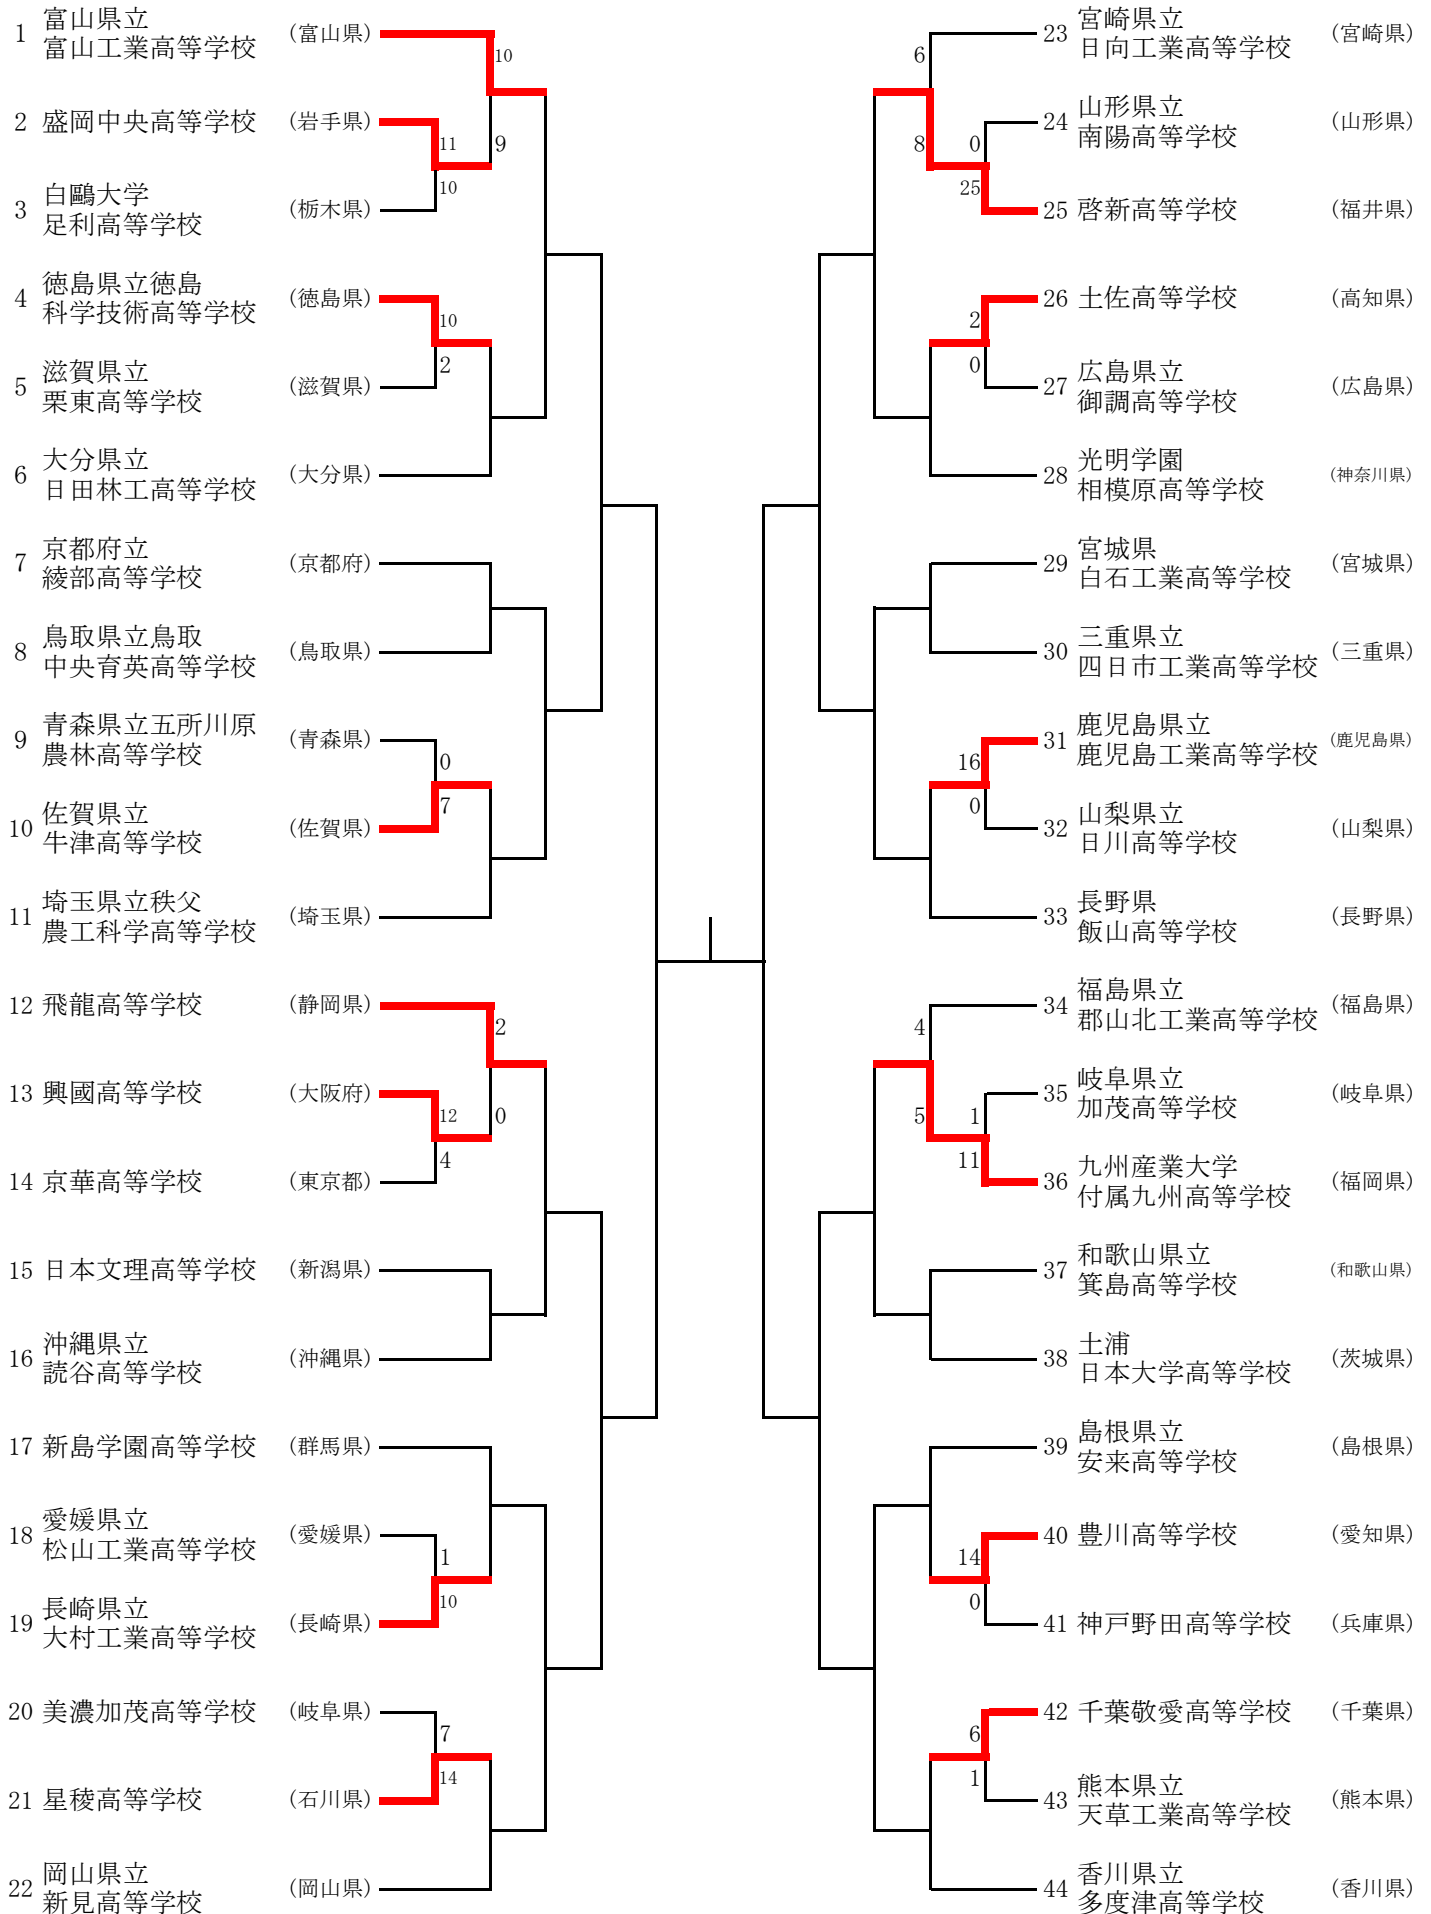 1 富山県立
富山工業高等学校 (富山県)
10
2 盛岡中央高等学校 (岩手県)
11
9
10
3 白鷗大学
足利高等学校 (栃木県)
4 徳島県立徳島
科学技術高等学校 (徳島県)
10
2
5 滋賀県立
栗東高等学校 (滋賀県)
6 大分県立
日田林工高等学校 (大分県)
7 京都府立
綾部高等学校 (京都府)
8 鳥取県立鳥取
中央育英高等学校 (鳥取県)
9 青森県立五所川原
農林高等学校 (青森県)
0
7
10 佐賀県立
牛津高等学校 (佐賀県)
11 埼玉県立秩父
農工科学高等学校 (埼玉県)
12 飛龍高等学校 (静岡県)
2
13 興國高等学校 (大阪府)
12
0
4
14 京華高等学校 (東京都)
15 日本文理高等学校 (新潟県)
16 沖縄県立
読谷高等学校 (沖縄県)
17 新島学園高等学校 (群馬県)
18 愛媛県立
松山工業高等学校 (愛媛県)
1
10
19 長崎県立
大村工業高等学校 (長崎県)
20 美濃加茂高等学校 (岐阜県)
7
14
21 星稜高等学校 (石川県)
22 岡山県立
新見高等学校 (岡山県)
23 宮崎県立
日向工業高等学校 (宮崎県)
6
24 山形県立
南陽高等学校 (山形県)
8
0
25
25 啓新高等学校 (福井県)
26 土佐高等学校 (高知県)
2
0
27 広島県立
御調高等学校 (広島県)
28 光明学園
相模原高等学校 (神奈川県)
29 宮城県
白石工業高等学校 (宮城県)
30 三重県立
四日市工業高等学校 (三重県)
31 鹿児島県立
鹿児島工業高等学校 (鹿児島県)
16
0
32 山梨県立
日川高等学校 (山梨県)
33 長野県
飯山高等学校 (長野県)
34 福島県立
郡山北工業高等学校 (福島県)
4
35 岐阜県立
加茂高等学校 (岐阜県)
5
1
11
36 九州産業大学
付属九州高等学校 (福岡県)
37 和歌山県立
箕島高等学校 (和歌山県)
38 土浦
日本大学高等学校 (茨城県)
39 島根県立
安来高等学校 (島根県)
40 豊川高等学校 (愛知県)
14
0
41 神戸野田高等学校 (兵庫県)
42 千葉敬愛高等学校 (千葉県)
6
1
43 熊本県立
天草工業高等学校 (熊本県)
44 香川県立
多度津高等学校 (香川県)